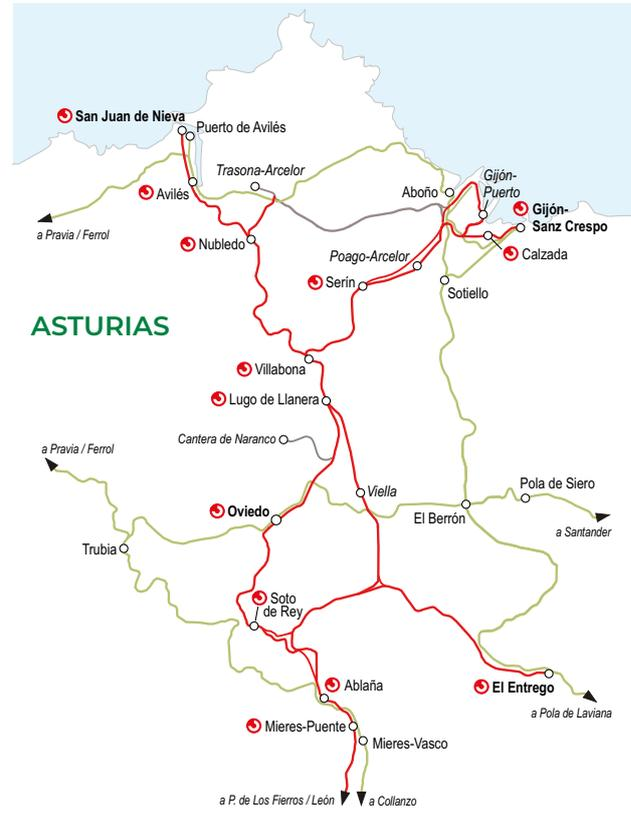 San Juan de Nieva
Puerto de Avilés
Trasona-Arcelor
Gijón-
Puerto
Aboño
Avilés
Gijón-
Sanz Crespo
a Pravia / Ferrol
Nubledo
Calzada
Poago-Arcelor
Serín
Sotiello
ASTURIAS
Villabona
Lugo de Llanera
Cantera de Naranco
a Pravia / Ferrol
Viella
Pola de Siero
Oviedo
El Berrón
a Santander
Trubia
Soto
de Rey
Ablaña
El Entrego
a Pola de Laviana
Mieres-Puente
Mieres-Vasco
a P. de Los Fierros / León
a Collanzo